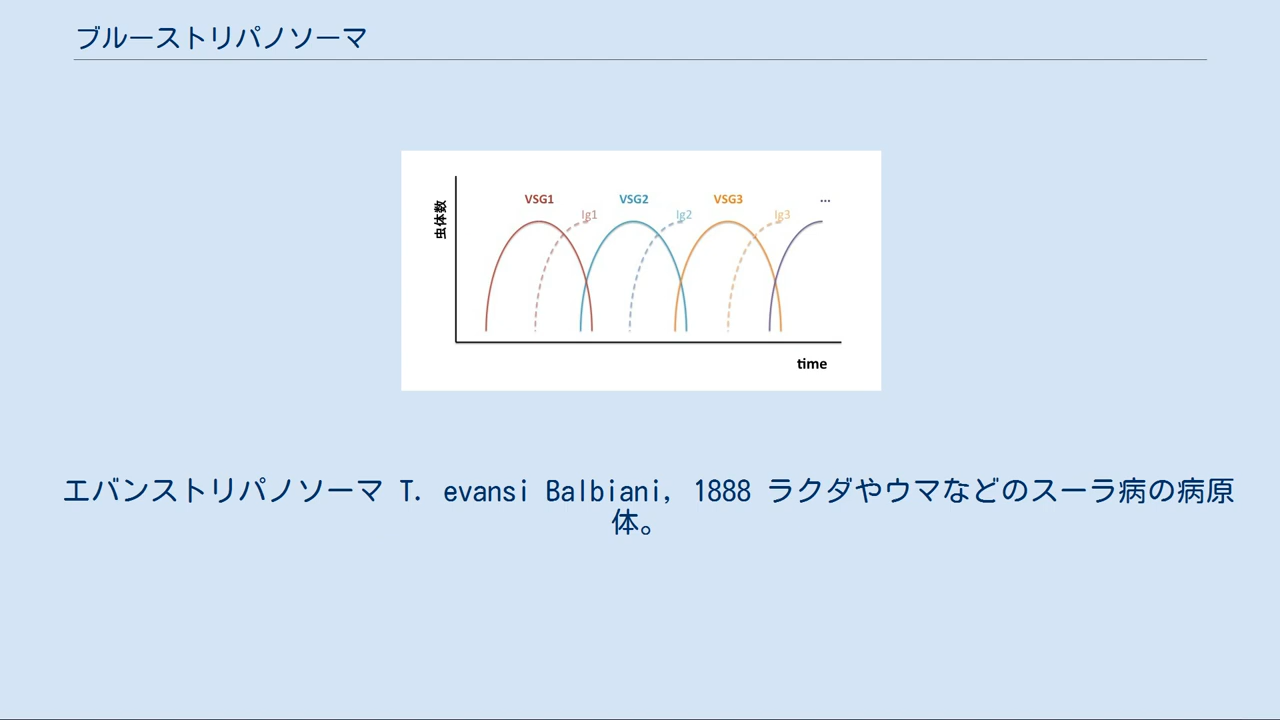 ブルーストリパノソーマ
VSG1 VSG2 VSG3 ...
Ig1 Ig2 Ig3
虫体数
time
エバンストリパノソーマ T. evansi Balbiani, 1888 ラクダやウマなどのスーラ病の病原
体。